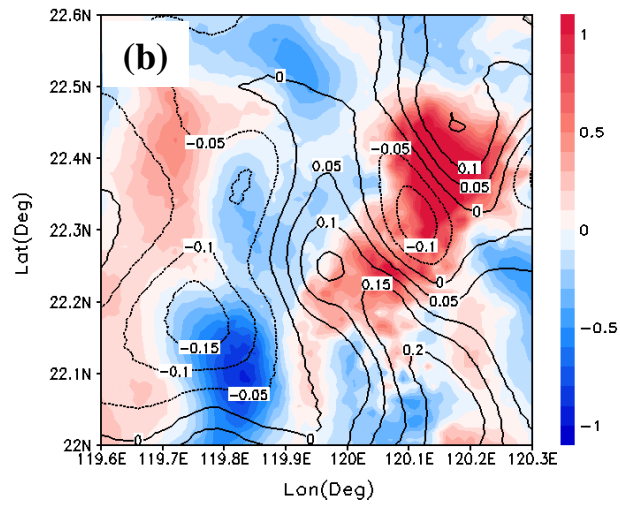 (b)
22.6N
22.5N
22.4N
22.3N
22.2N
22.1N
22N
Lat(Deg)
119.6E 119.7E 119.8E 119.9E 120E 120.1E 120.2E 120.3E
Lon(Deg)
0
0
-0.05
-0.05
0.05
0.1
0.05
0
0.1
-0.1
-0.1
0.15
0
0.05
-0.15
0.2
-0.1
-0.05
0
0
1
0.5
0
-0.5
-1